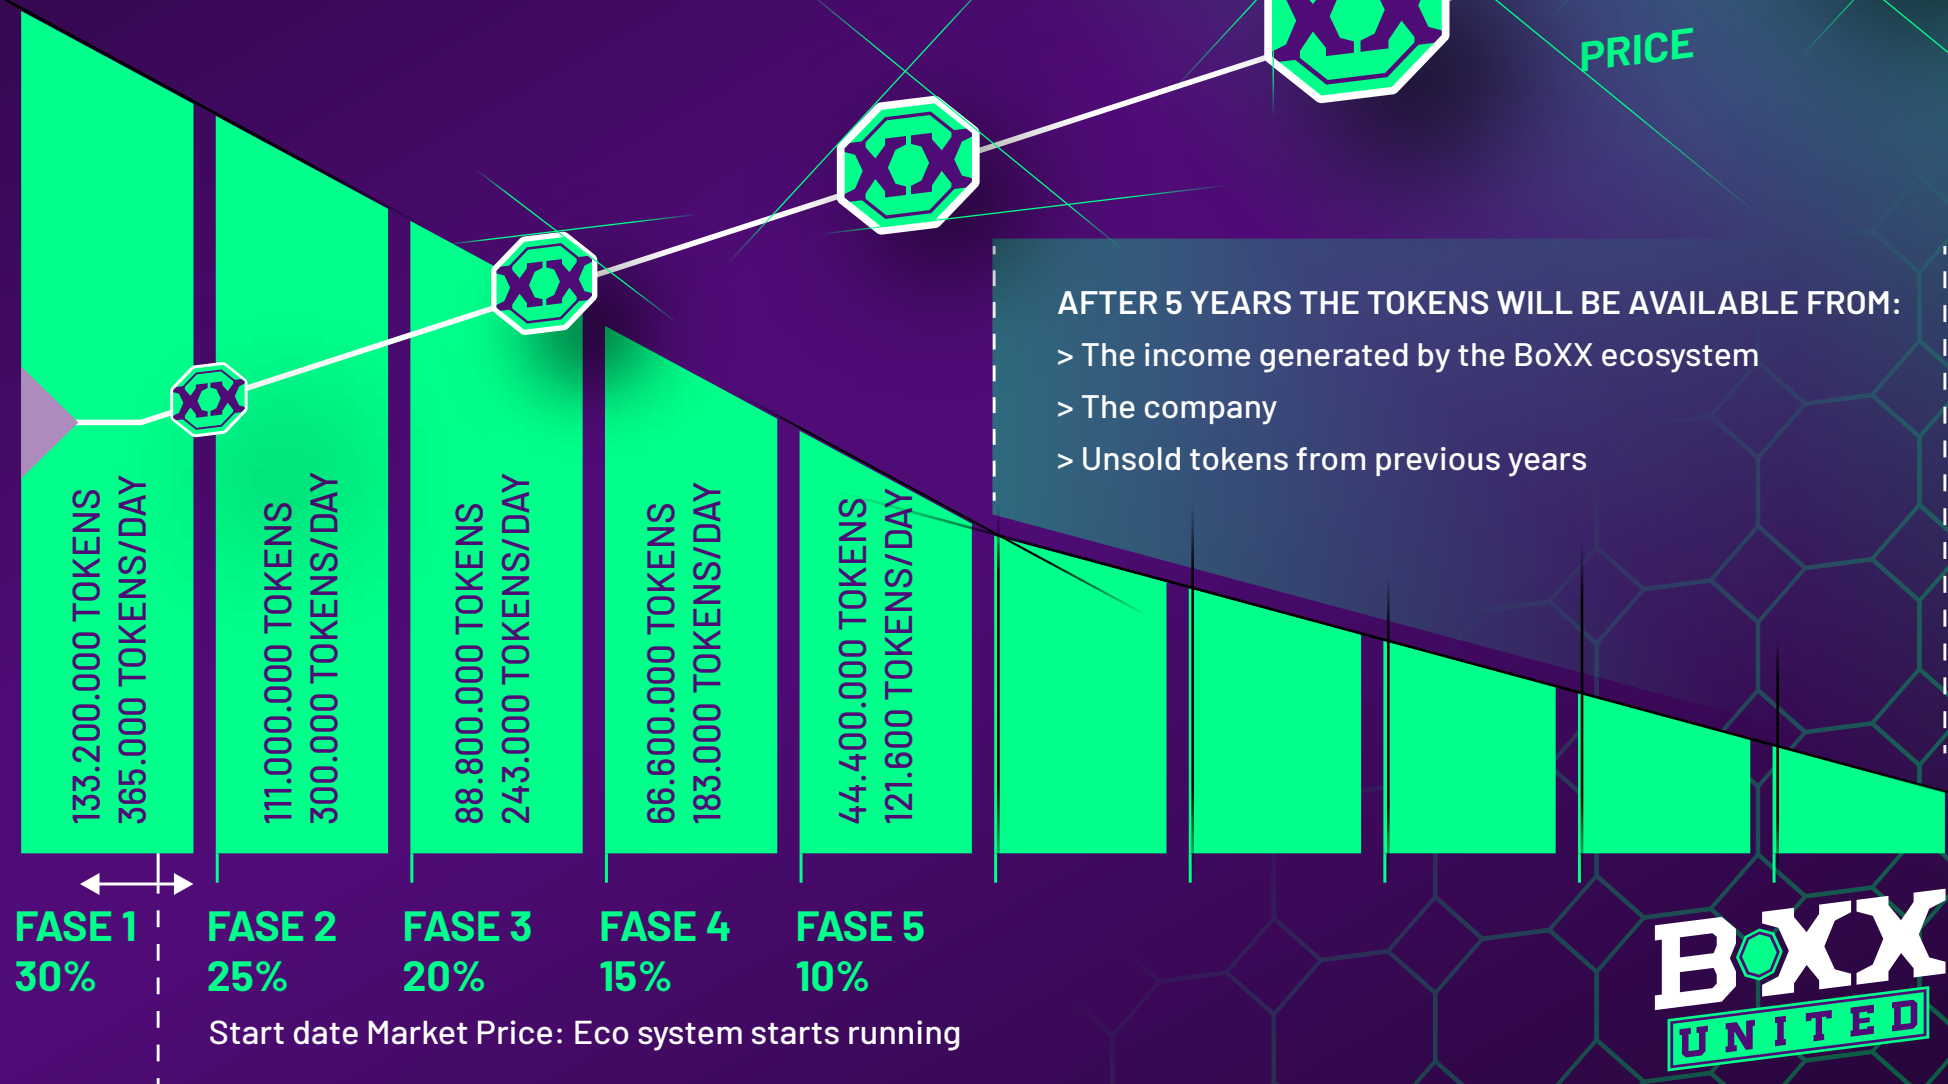 PRICE
XX
XX
XX
XX
AFTER 5 YEARS THE TOKENS WILL BE AVAILABLE FROM:
> The income generated by the BoXX ecosystem
> The company
> Unsold tokens from previous years
133.200.000 TOKENS
365.000 TOKENS/DAY
111.000.000 TOKENS
300.000 TOKENS/DAY
88.800.000 TOKENS
243.000 TOKENS/DAY
66.600.000 TOKENS
183.000 TOKENS/DAY
44.400.000 TOKENS
121.600 TOKENS/DAY
FASE 1
30%
FASE 2
25%
FASE 3
20%
FASE 4
15%
FASE 5
10%
Start date Market Price: Eco system starts running
BOXX
UNITED